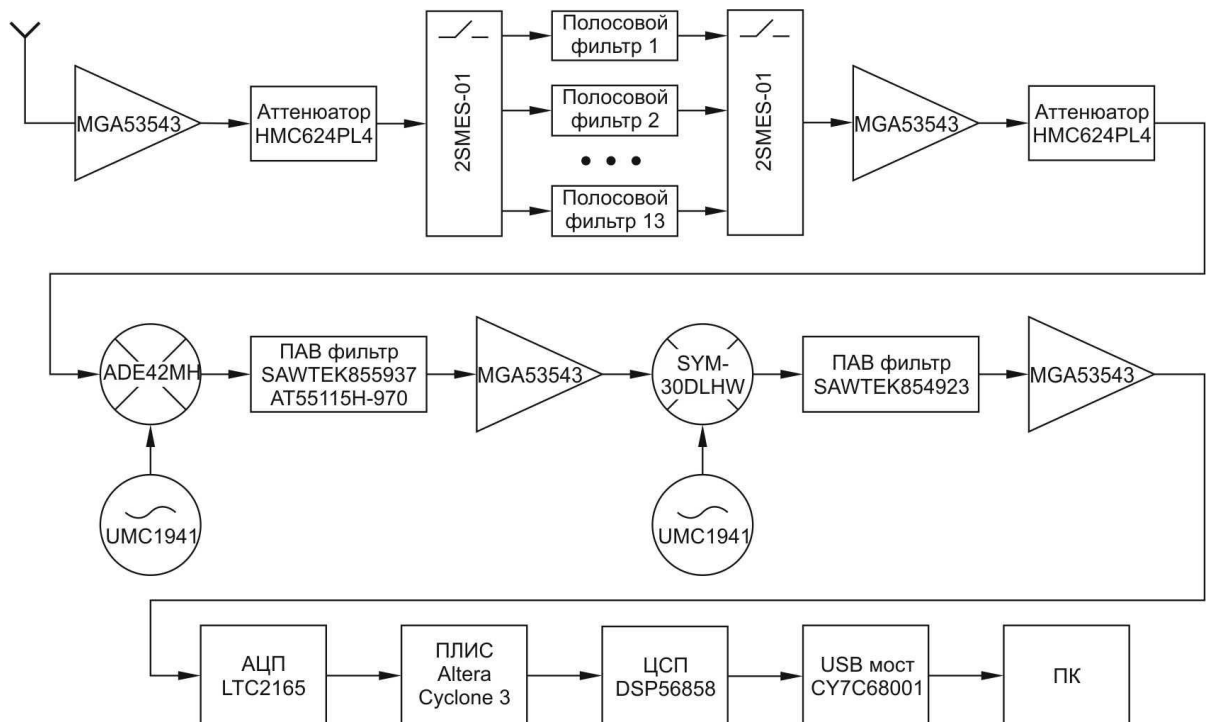 MGA53543
Аттенюатор
HMC624PL4
2SMES-01
Полосовой
фильтр 1
Полосовой
фильтр 2
Полосовой
фильтр 13
2SMES-01
MGA53543
Аттенюатор
HMC624PL4
ADE42MH
ПАВ фильтр
SAWTEK855937
AT55115H-970
MGA53543
SYM-
30DLHW
ПАВ фильтр
SAWTEK854923
MGA53543
UMC1941
UMC1941
АЦП
LTC2165
ПЛИС
Altera
Cyclone 3
ЦСП
DSP56858
USB мост
CY7C68001
ПК